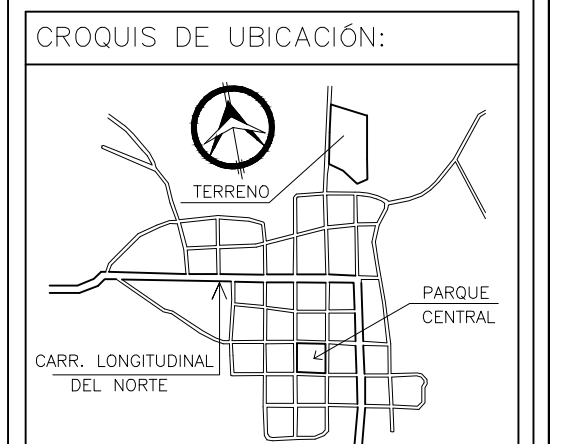 CROQUIS DE UBICACIÓN:
TERRENO
PARQUE
CENTRAL
CARR. LONGITUDINAL
DEL NORTE